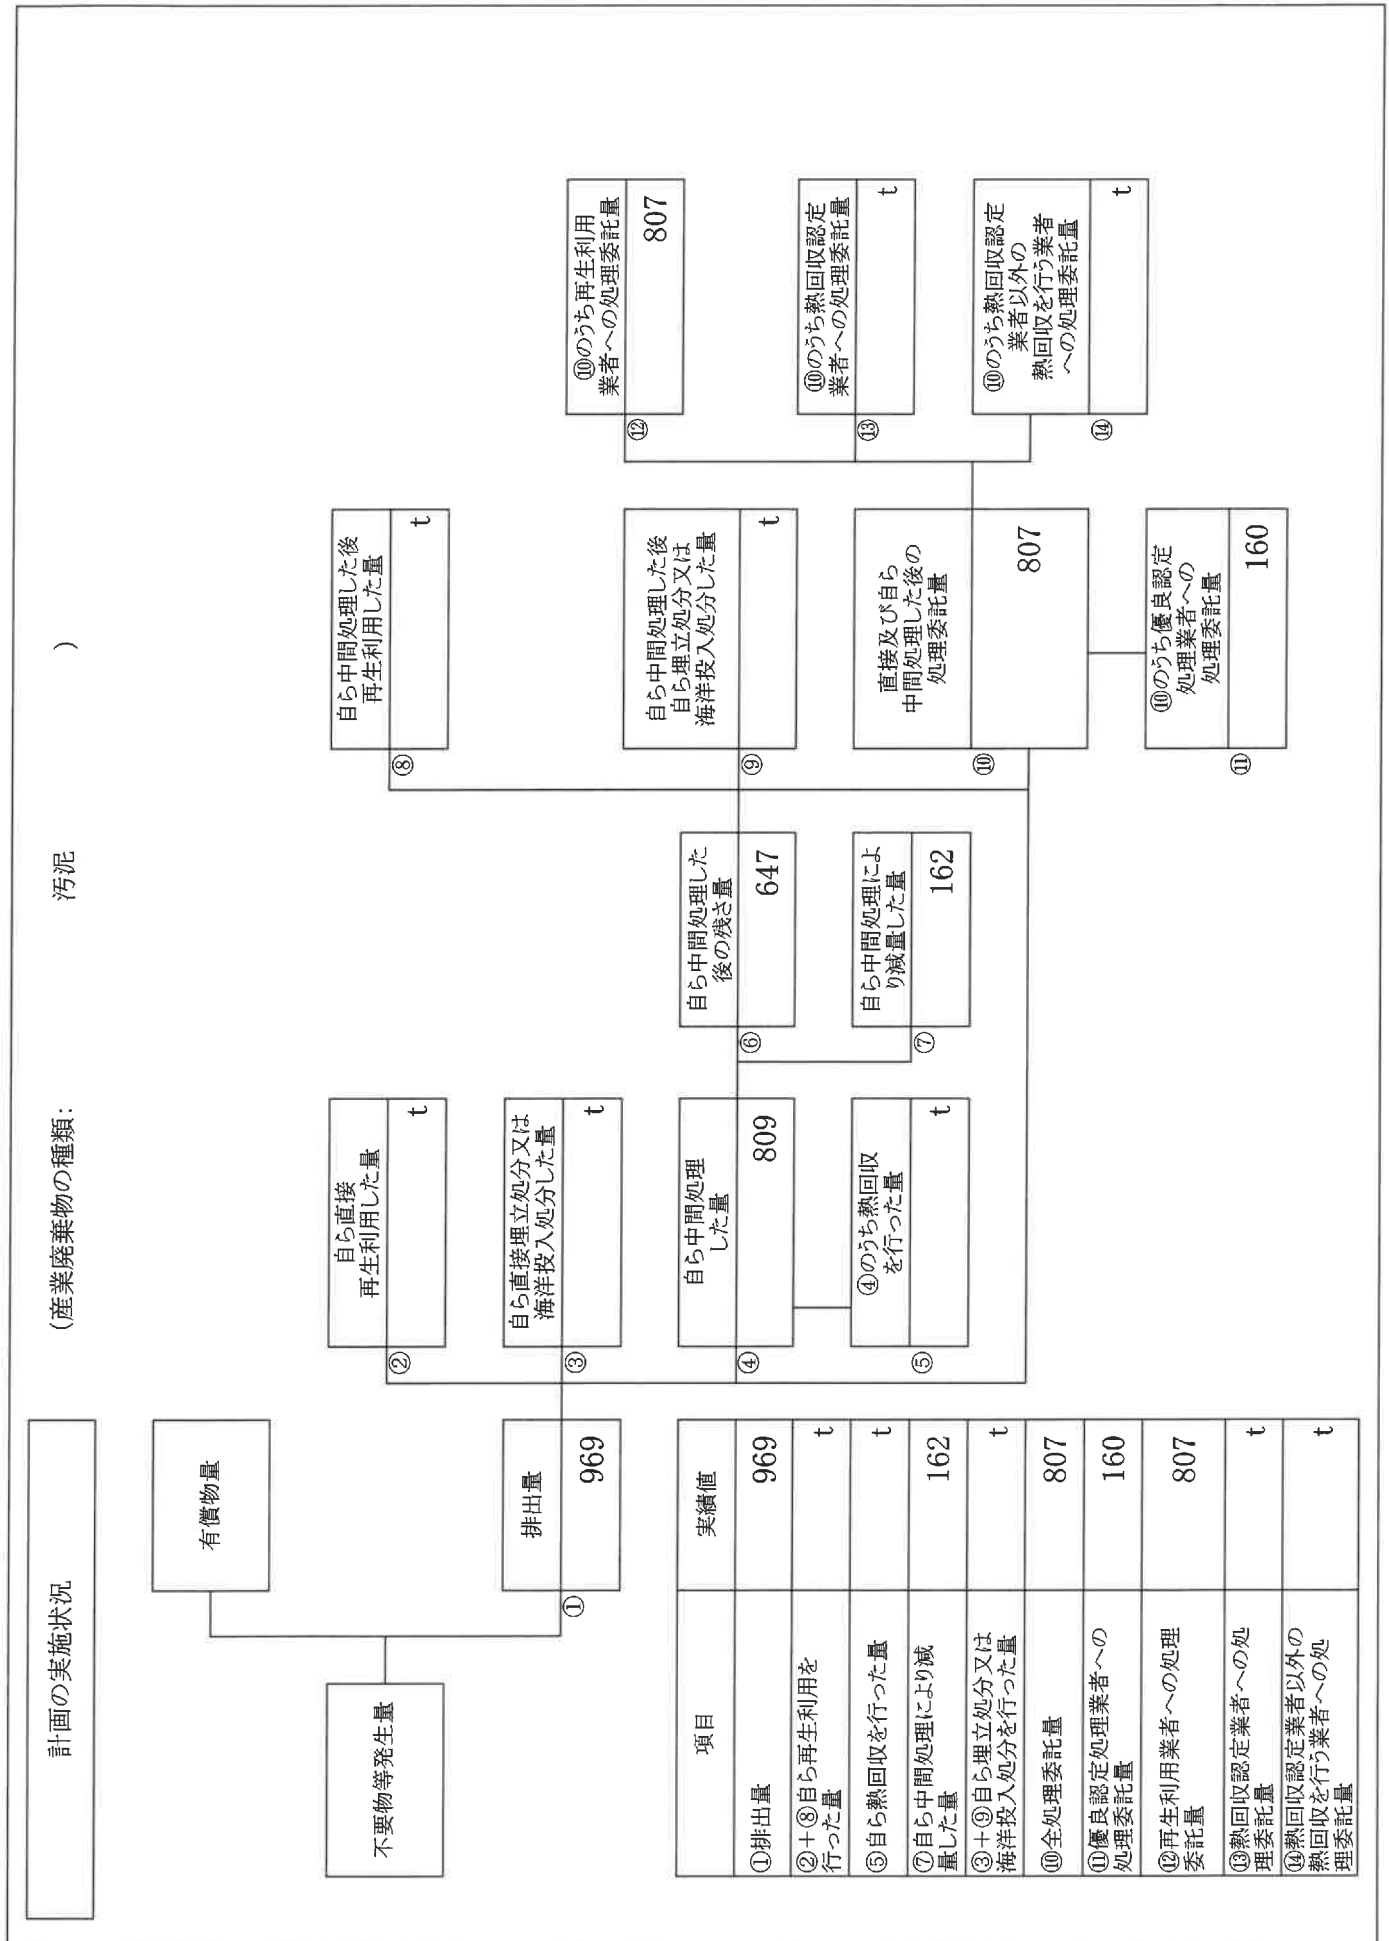 計画の実施状況
(産業廃棄物の種類: 汚泥 )
不要物等発生量
有償物量
排出量
①
969
自ら直接
再生利用した量
②
t
自ら直接埋立処分又は
海洋投入処分した量
③
t
自ら中間処理
した量
④
809
④のうち熱回収
を行った量
⑤
t
自ら中間処理した
後の残さ量
⑥
647
自ら中間処理によ
り減量した量
⑦
162
自ら中間処理した後
再生利用した量
⑧
t
自ら中間処理した後
自ら埋立処分又は
海洋投入処分した量
⑨
t
直接及び自ら
中間処理した後の
処理委託量
⑩
807
⑩のうち優良認定
処理業者への
処理委託量
⑪
160
⑩のうち再生利用
業者への処理委託量
⑫
807
⑩のうち熱回収認定
業者への処理委託量
⑬
t
⑩のうち熱回収認定
業者以外の
熱回収を行う業者
への処理委託量
⑭
t
項目 実績値
①排出量 969
②+⑧自ら再生利用を
行った量 t
⑤自ら熱回収を行った量 t
⑦自ら中間処理により減
量した量 162
③+⑨自ら埋立処分又は
海洋投入処分を行った量 t
⑩全処理委託量 807
⑪優良認定処理業者への
処理委託量 160
⑫再生利用業者への処理
委託量 807
⑬熱回収認定業者への処
理委託量 t
⑭熱回収認定業者以外の
熱回収を行う業者への処
理委託量 t